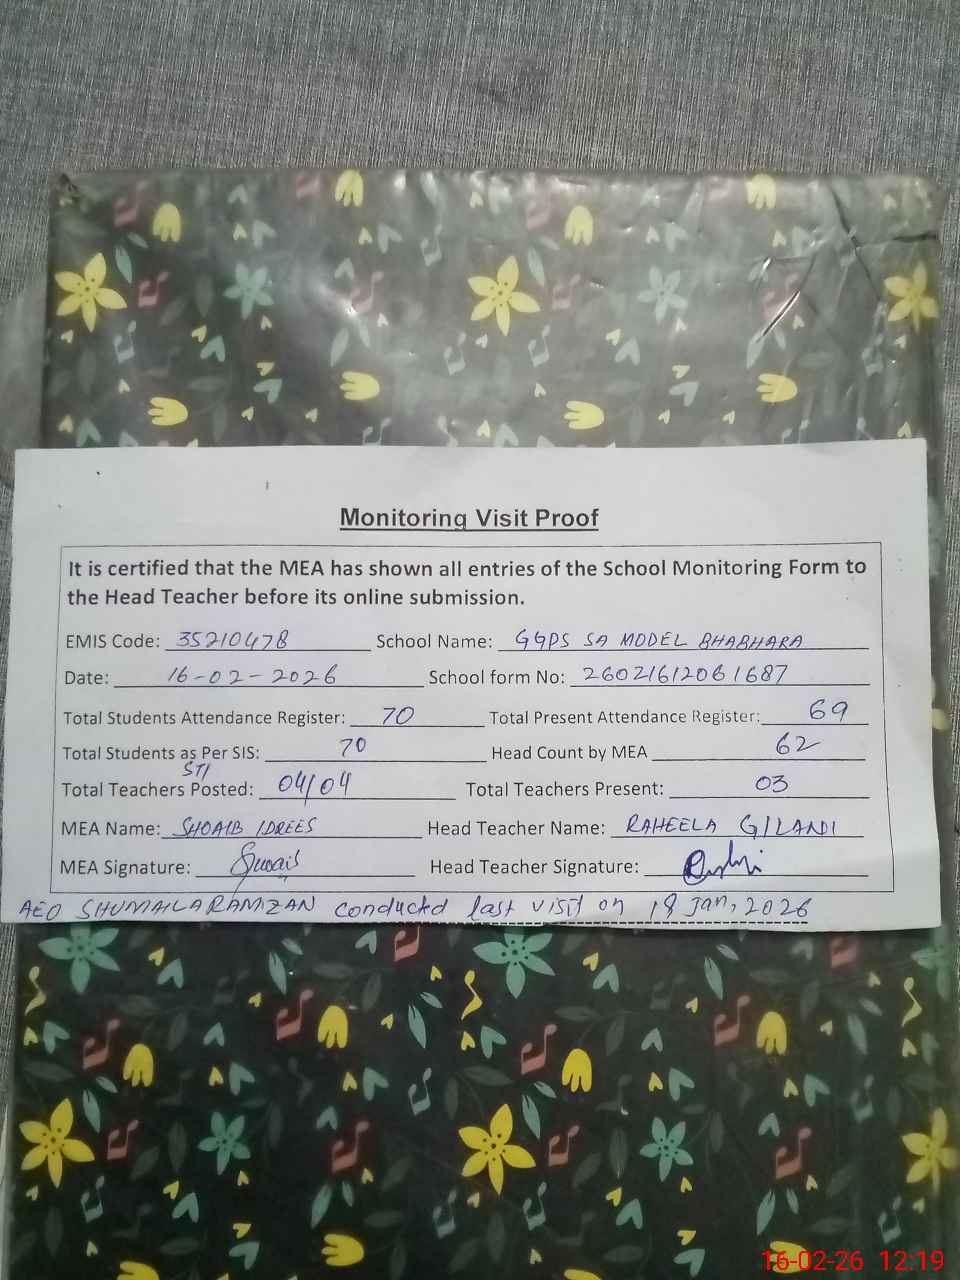 Monitoring Visit Proof
It is certified that the MEA has shown all entries of the School Monitoring Form to
the Head Teacher before its online submission.
EMIS Code: 35210478 School Name: GGPS SA MODEL BHABHARA
Date: 16-02-2026 School form No: 26021612061687
Total Students Attendance Register: 70 Total Present Attendance Register: 69
Total Students as Per SIS: 70 Head Count by MEA 62
STI
Total Teachers Posted: 04/04 Total Teachers Present: 03
MEA Name: SHOAIB IDREES Head Teacher Name: RAHEELA GILANI
MEA Signature: Head Teacher Signature:
AEO SHUMAILA RAMZAN conducted last visit on 19 Jan, 2026
16-02-26 12:19